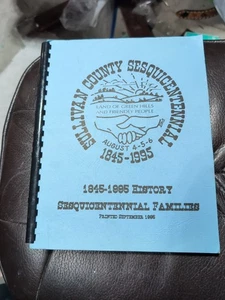 SULLIVAN COUNTY SESQUICENTENNIAL
LAND OF GREEN HILLS
AND FRIENDLY PEOPLE
AUGUST 4-5-6
1845-1995
1845-1995 HISTORY
SESQUICENTENNIAL FAMILIES
PRINTED SEPTEMBER 1995